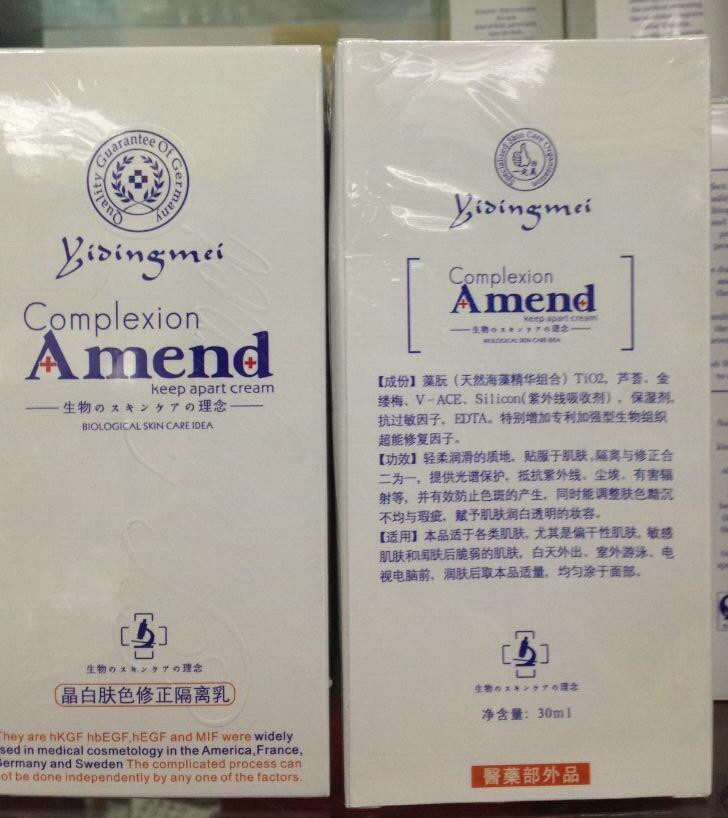 Quality Guarantee Of Germany
Yidingmei
Complexion
Amend
keep apart cream
生物のスキンケアの理念
BIOLOGICAL SKIN CARE IDEA
生物のスキンケアの理念
晶白肤色修正隔离乳
They are hKGF hbEGF,hEGF and MIF were widely
sed in medical cosmetology in the America,France,
Germany and Sweden The complicated process can
ot be done independently by any one of the factors.
Specialized Skin Care Organization
一定美
Yidingmei
Complexion
Amend
keep apart cream
生物のスキンケアの理念
BIOLOGICAL SKIN CARE IDEA
【成份】藻朊（天然海藻精华组合）TiO2，芦荟、金
缕梅、V-ACE、Silicon(紫外线吸收剂)，保湿剂，
抗过敏因子，EDTA。特别增加专利加强型生物组织
超能修复因子。
【功效】轻柔润滑的质地，贴服于肌肤，隔离与修正合
二为一，提供光谱保护，抵抗紫外线、尘埃、有害辐
射等，并有效防止色斑的产生，同时能调整肤色黯沉
不均与瑕疵，赋予肌肤润白透明的妆容。
【适用】本品适于各类肌肤，尤其是偏干性肌肤，敏感
肌肤和润肤后脆弱的肌肤，白天外出、室外游泳、电
视电脑前，润肤后取本品适量，均匀涂于面部。
生物のスキンケアの理念
净含量：30ml
醫藥部外品